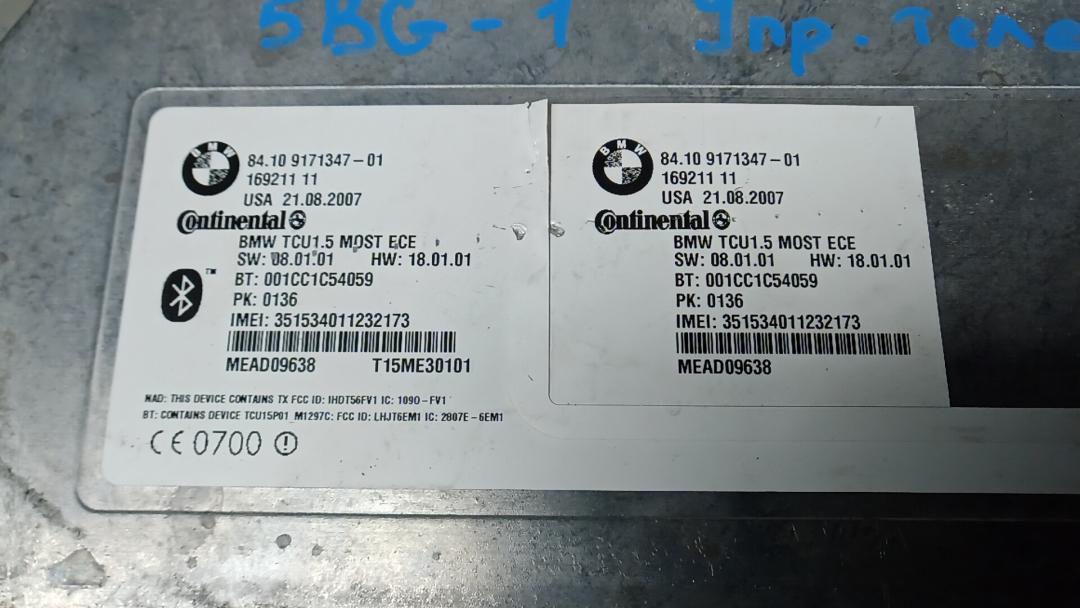 5BG-1 Упр. теле
BMW
84.10 9171347-01
169211 11
USA 21.08.2007
Continental
BMW TCU1.5 MOST ECE
SW: 08.01.01 HW: 18.01.01
BT: 001CC1C54059
PK: 0136
IMEI: 351534011232173
MEAD09638 T15ME30101
NAD: THIS DEVICE CONTAINS TX FCC ID: IHDT56FV1 IC: 109O-FV1
BT: CONTAINS DEVICE TCU15P01_M1297C: FCC ID: LHJT6EM1 IC: 2807E-6EM1
CE 0700
BMW
84.10 9171347-01
169211 11
USA 21.08.2007
Continental
BMW TCU1.5 MOST ECE
SW: 08.01.01 HW: 18.01.01
BT: 001CC1C54059
PK: 0136
IMEI: 351534011232173
MEAD09638